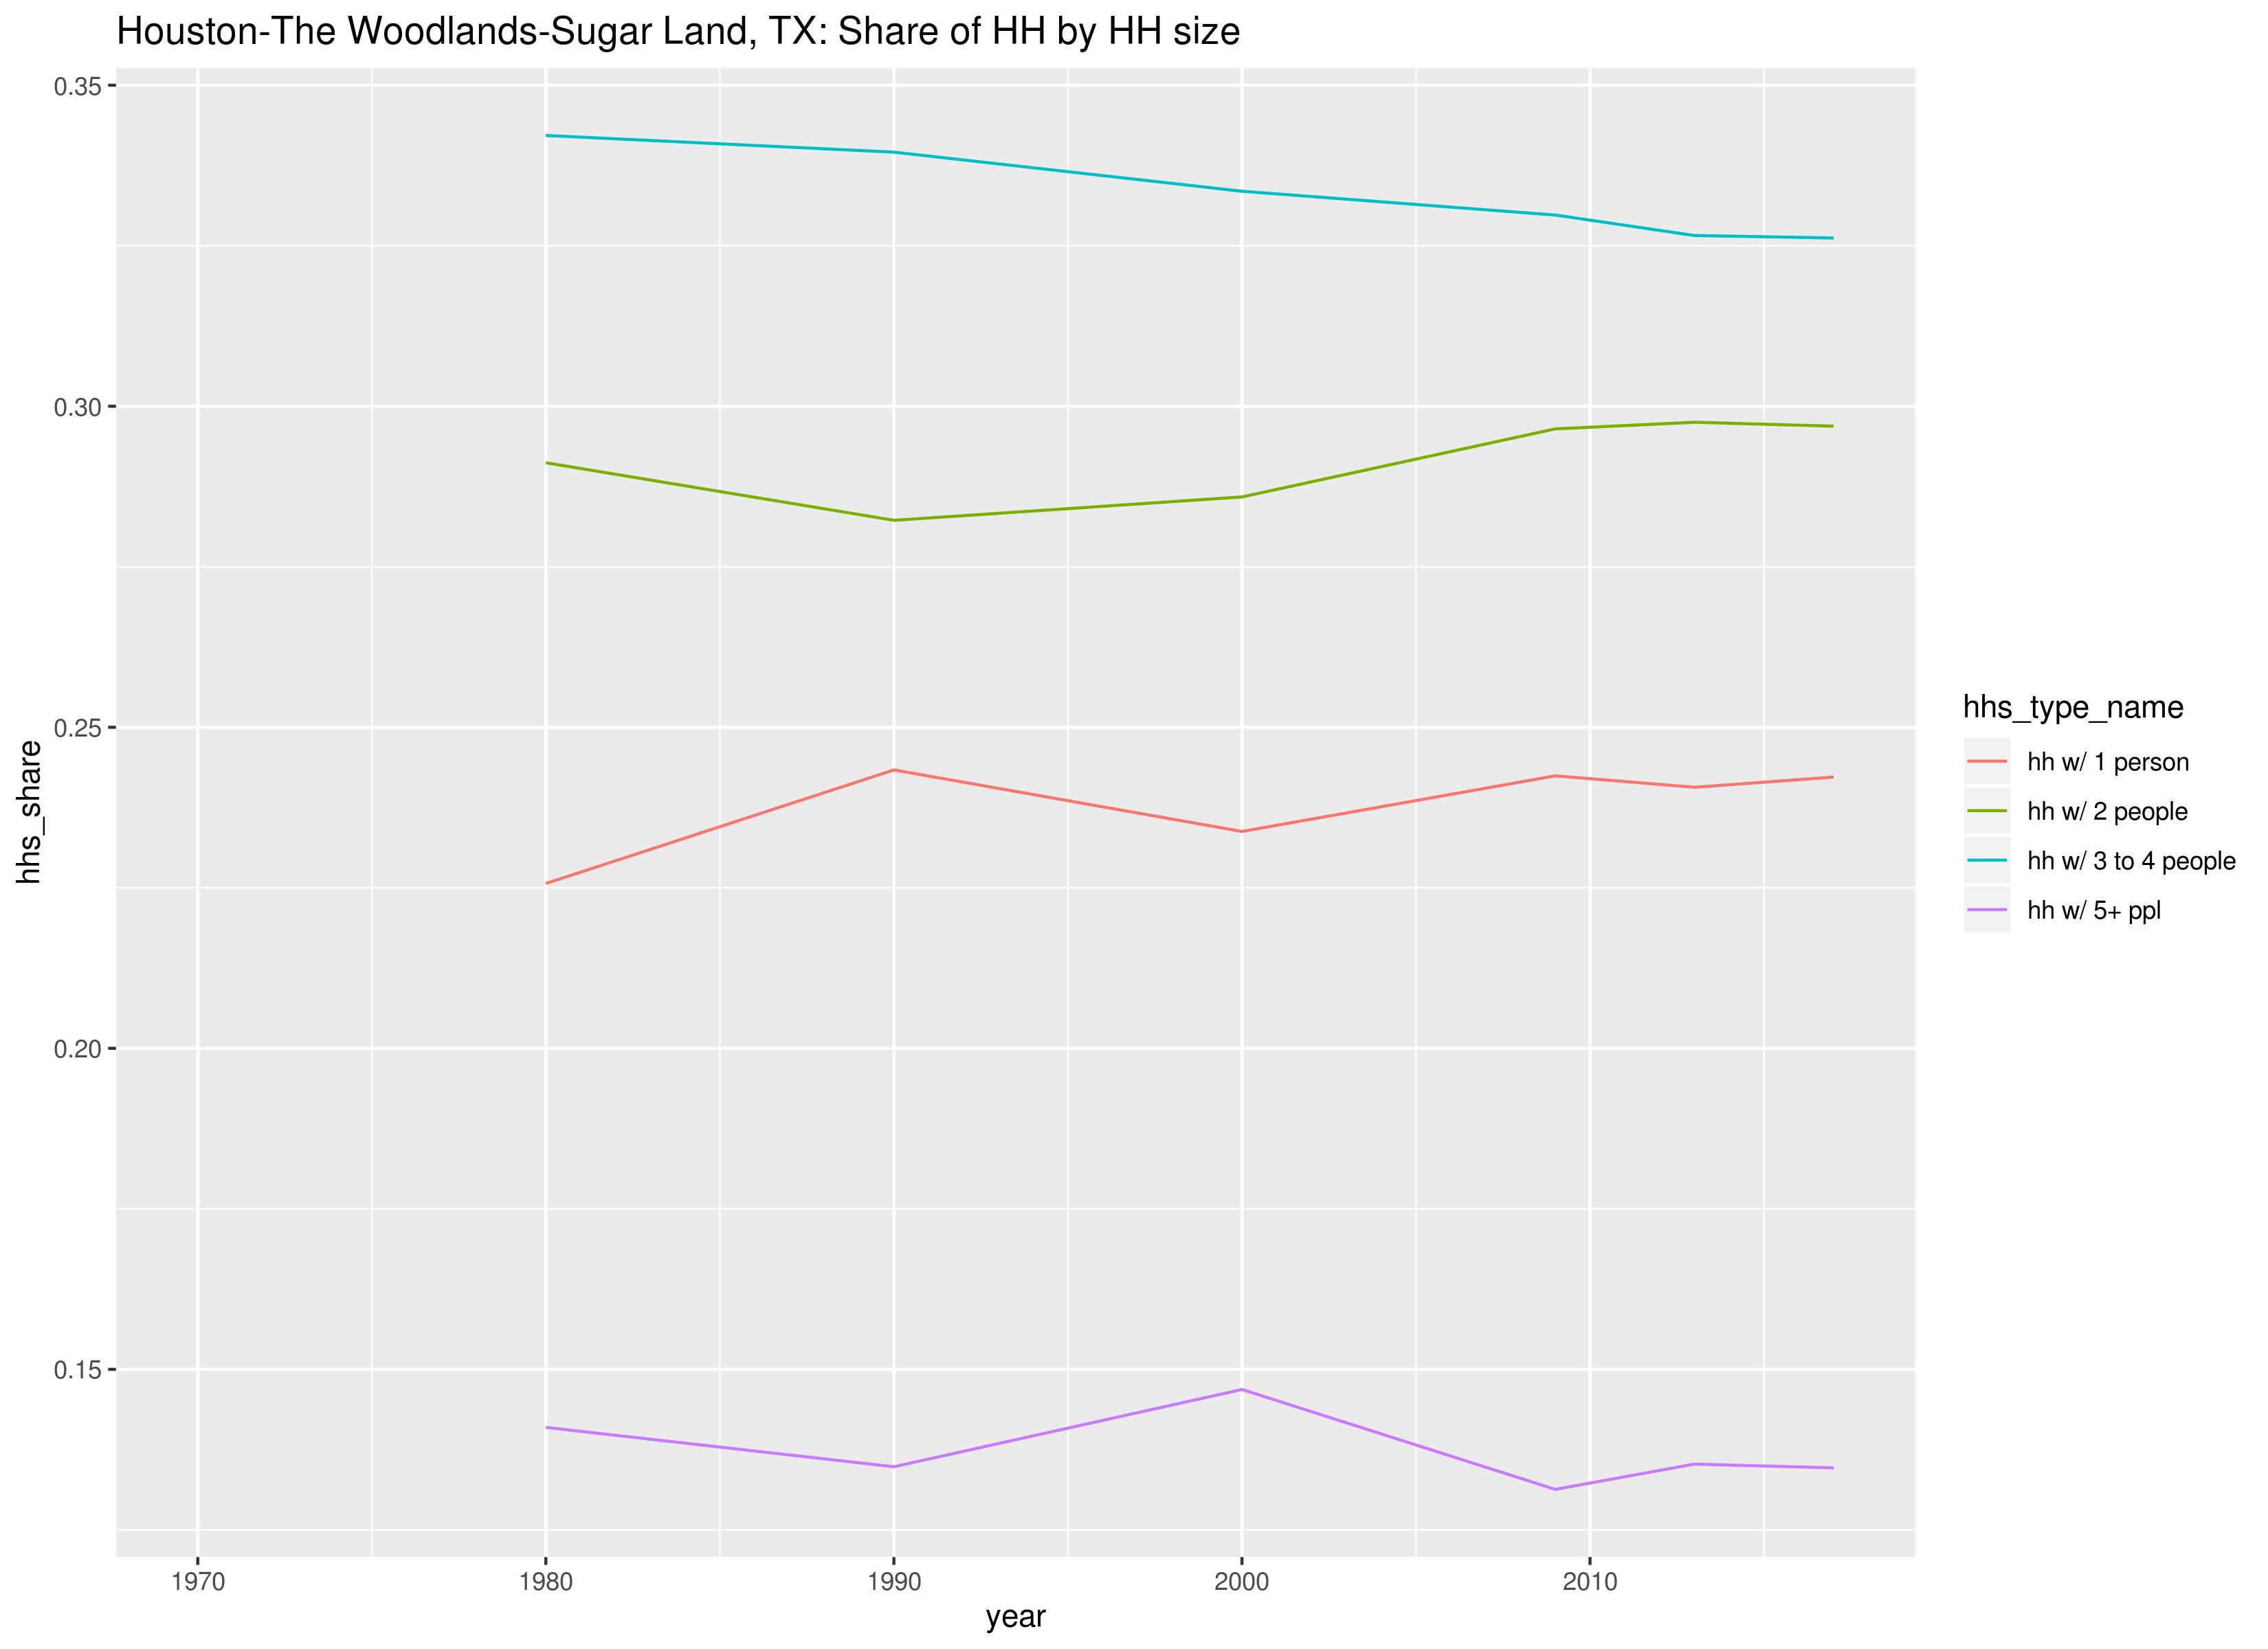 Houston-The Woodlands-Sugar Land, TX: Share of HH by HH size
0.35
0.30
0.25
0.20
0.15
hhs_share
1970 1980 1990 2000 2010
year
hhs_type_name
hh w/ 1 person
hh w/ 2 people
hh w/ 3 to 4 people
hh w/ 5+ ppl